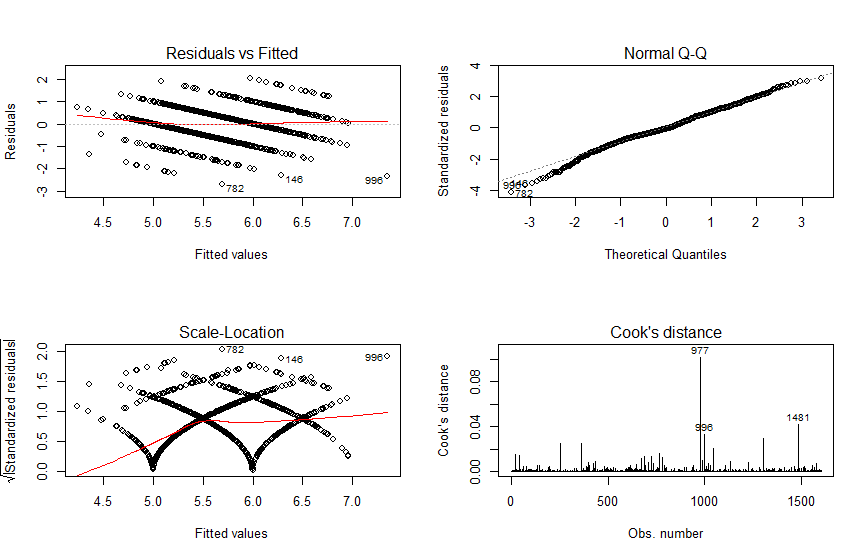 Residuals vs Fitted
Residuals
2
1
0
-1
-2
-3
782
146
996
4.5 5.0 5.5 6.0 6.5 7.0
Fitted values
Normal Q-Q
Standardized residuals
4
2
0
-2
-4
996
146
782
-3 -2 -1 0 1 2 3
Theoretical Quantiles
Scale-Location
√|Standardized residuals|
2.0
1.5
1.0
0.5
0.0
782
146
996
4.5 5.0 5.5 6.0 6.5 7.0
Fitted values
Cook's distance
Cook's distance
0.08
0.04
0.00
977
996
1481
0 500 1000 1500
Obs. number